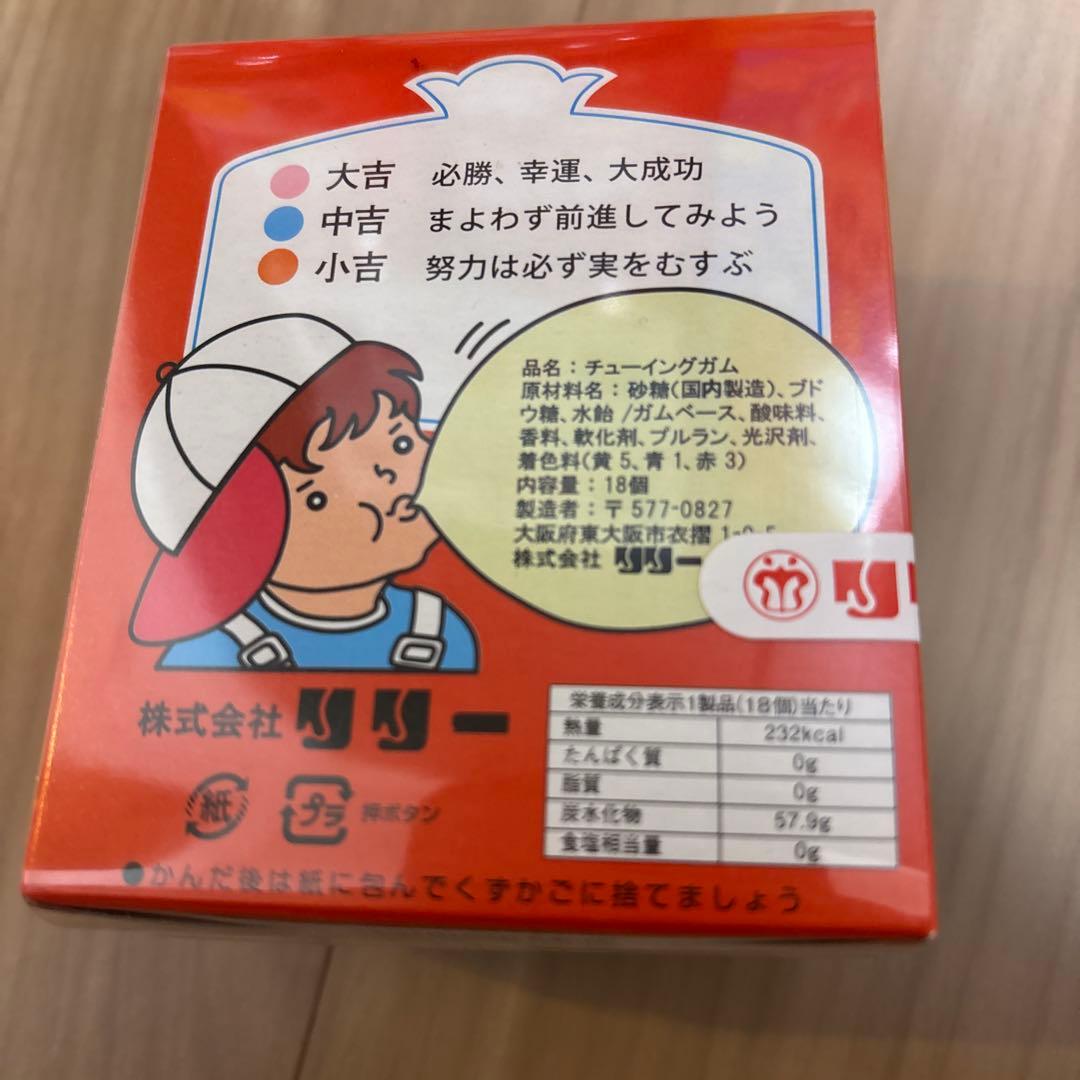 大吉 必勝、幸運、大成功
中吉 まよわず前進してみよう
小吉 努力は必ず実をむすぶ
品名：チューイングガム
原材料名：砂糖(国内製造)、ブド
ウ糖、水飴/ガムベース、酸味料、
香料、軟化剤、プルラン、光沢剤、
着色料(黄5、青1、赤3)
内容量：18個
製造者：〒577-0827
大阪府東大阪市衣摺
株式会社 リリー
リリ
株式会社 リリー
紙 プラ 押ボタン
栄養成分表示1製品(18個)当たり
熱量 232kcal
たんぱく質 0g
脂質 0g
炭水化物 57.9g
食塩相当量 0g
●かんだ後は紙に包んでくずかごに捨てましょう